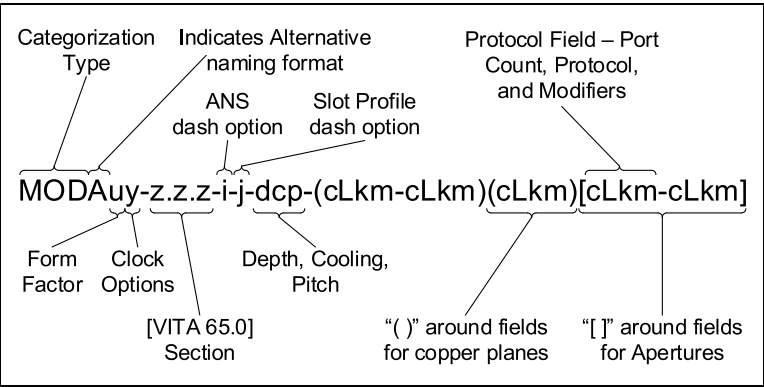 Categorization
Type
Indicates Alternative
naming format
Protocol Field – Port
Count, Protocol,
and Modifiers
ANS
dash option
Slot Profile
dash option
MODAuy-z.z.z-i-j-dcp-(cLkm-cLkm)(cLkm)[cLkm-cLkm]
Form
Factor
Clock
Options
Depth, Cooling,
Pitch
[VITA 65.0]
Section
“( )” around fields
for copper planes
“[ ]” around fields
for Apertures